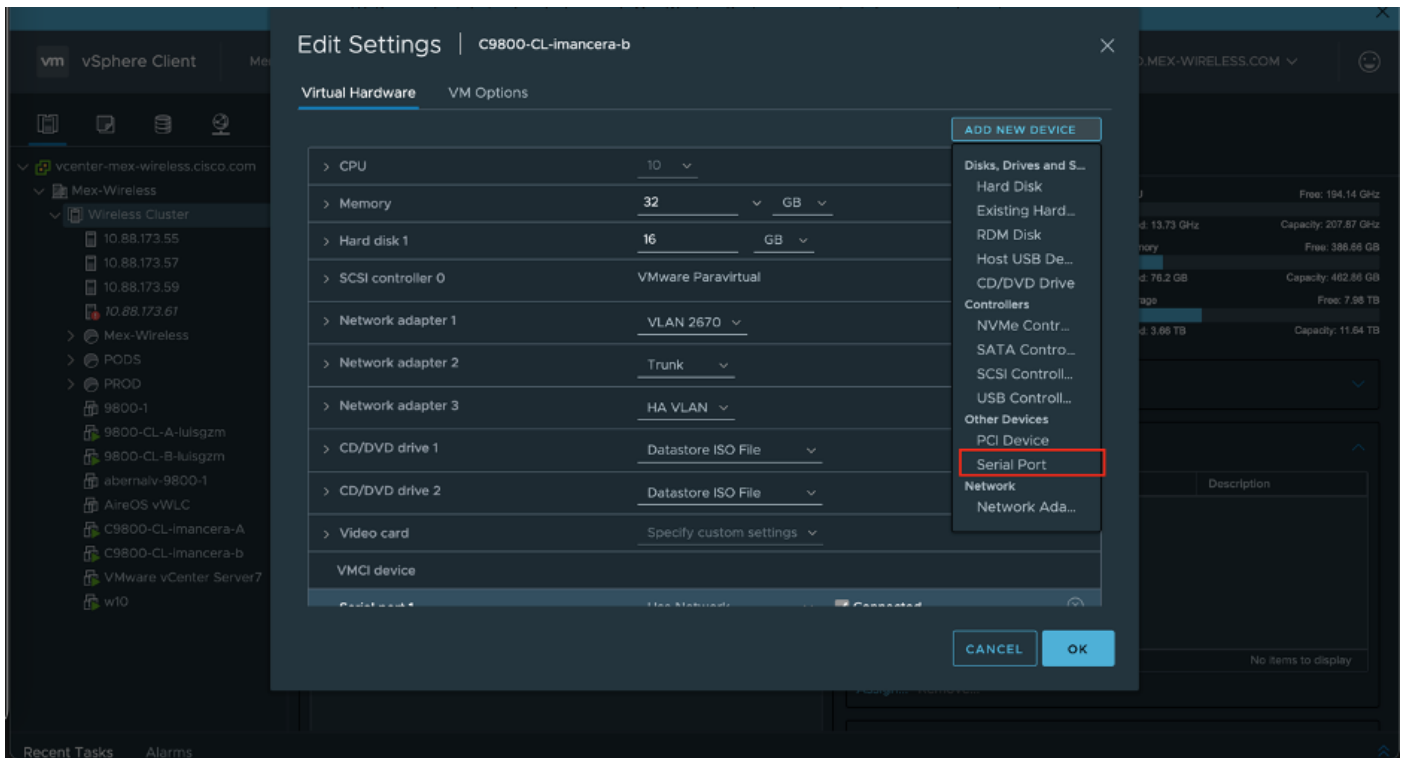 Edit Settings | C9800-CL-imancera-b
vm vSphere Client
.MEX-WIRELESS.COM
Virtual Hardware VM Options
ADD NEW DEVICE
vcenter-mex-wireless.cisco.com
Mex-Wireless
Wireless Cluster
10.88.173.55
10.88.173.57
10.88.173.59
10.88.173.61
Mex-Wireless
PODS
PROD
9800-1
9800-CL-A-luisgzm
9800-CL-B-luisgzm
abernalv-9800-1
AireOS vWLC
C9800-CL-imancera-A
C9800-CL-imancera-b
VMware vCenter Server7
w10
CPU 10
Memory 32 GB
Hard disk 1 16 GB
SCSI controller 0 VMware Paravirtual
Network adapter 1 VLAN 2670
Network adapter 2 Trunk
Network adapter 3 HA VLAN
CD/DVD drive 1 Datastore ISO File
CD/DVD drive 2 Datastore ISO File
Video card Specify custom settings
VMCI device
Serial port 1 Use Network Connected
Disks, Drives and S...
Hard Disk
Existing Hard...
RDM Disk
Host USB De...
CD/DVD Drive
Controllers
NVMe Contr...
SATA Contro...
SCSI Controll...
USB Controll...
Other Devices
PCI Device
Serial Port
Network
Network Ada...
Free: 194.14 GHz
d: 13.73 GHz Capacity: 207.87 GHz
Free: 386.66 GB
d: 76.2 GB Capacity: 462.86 GB
Free: 7.98 TB
d: 3.66 TB Capacity: 11.64 TB
Description
No items to display
CANCEL OK
Recent Tasks Alarms